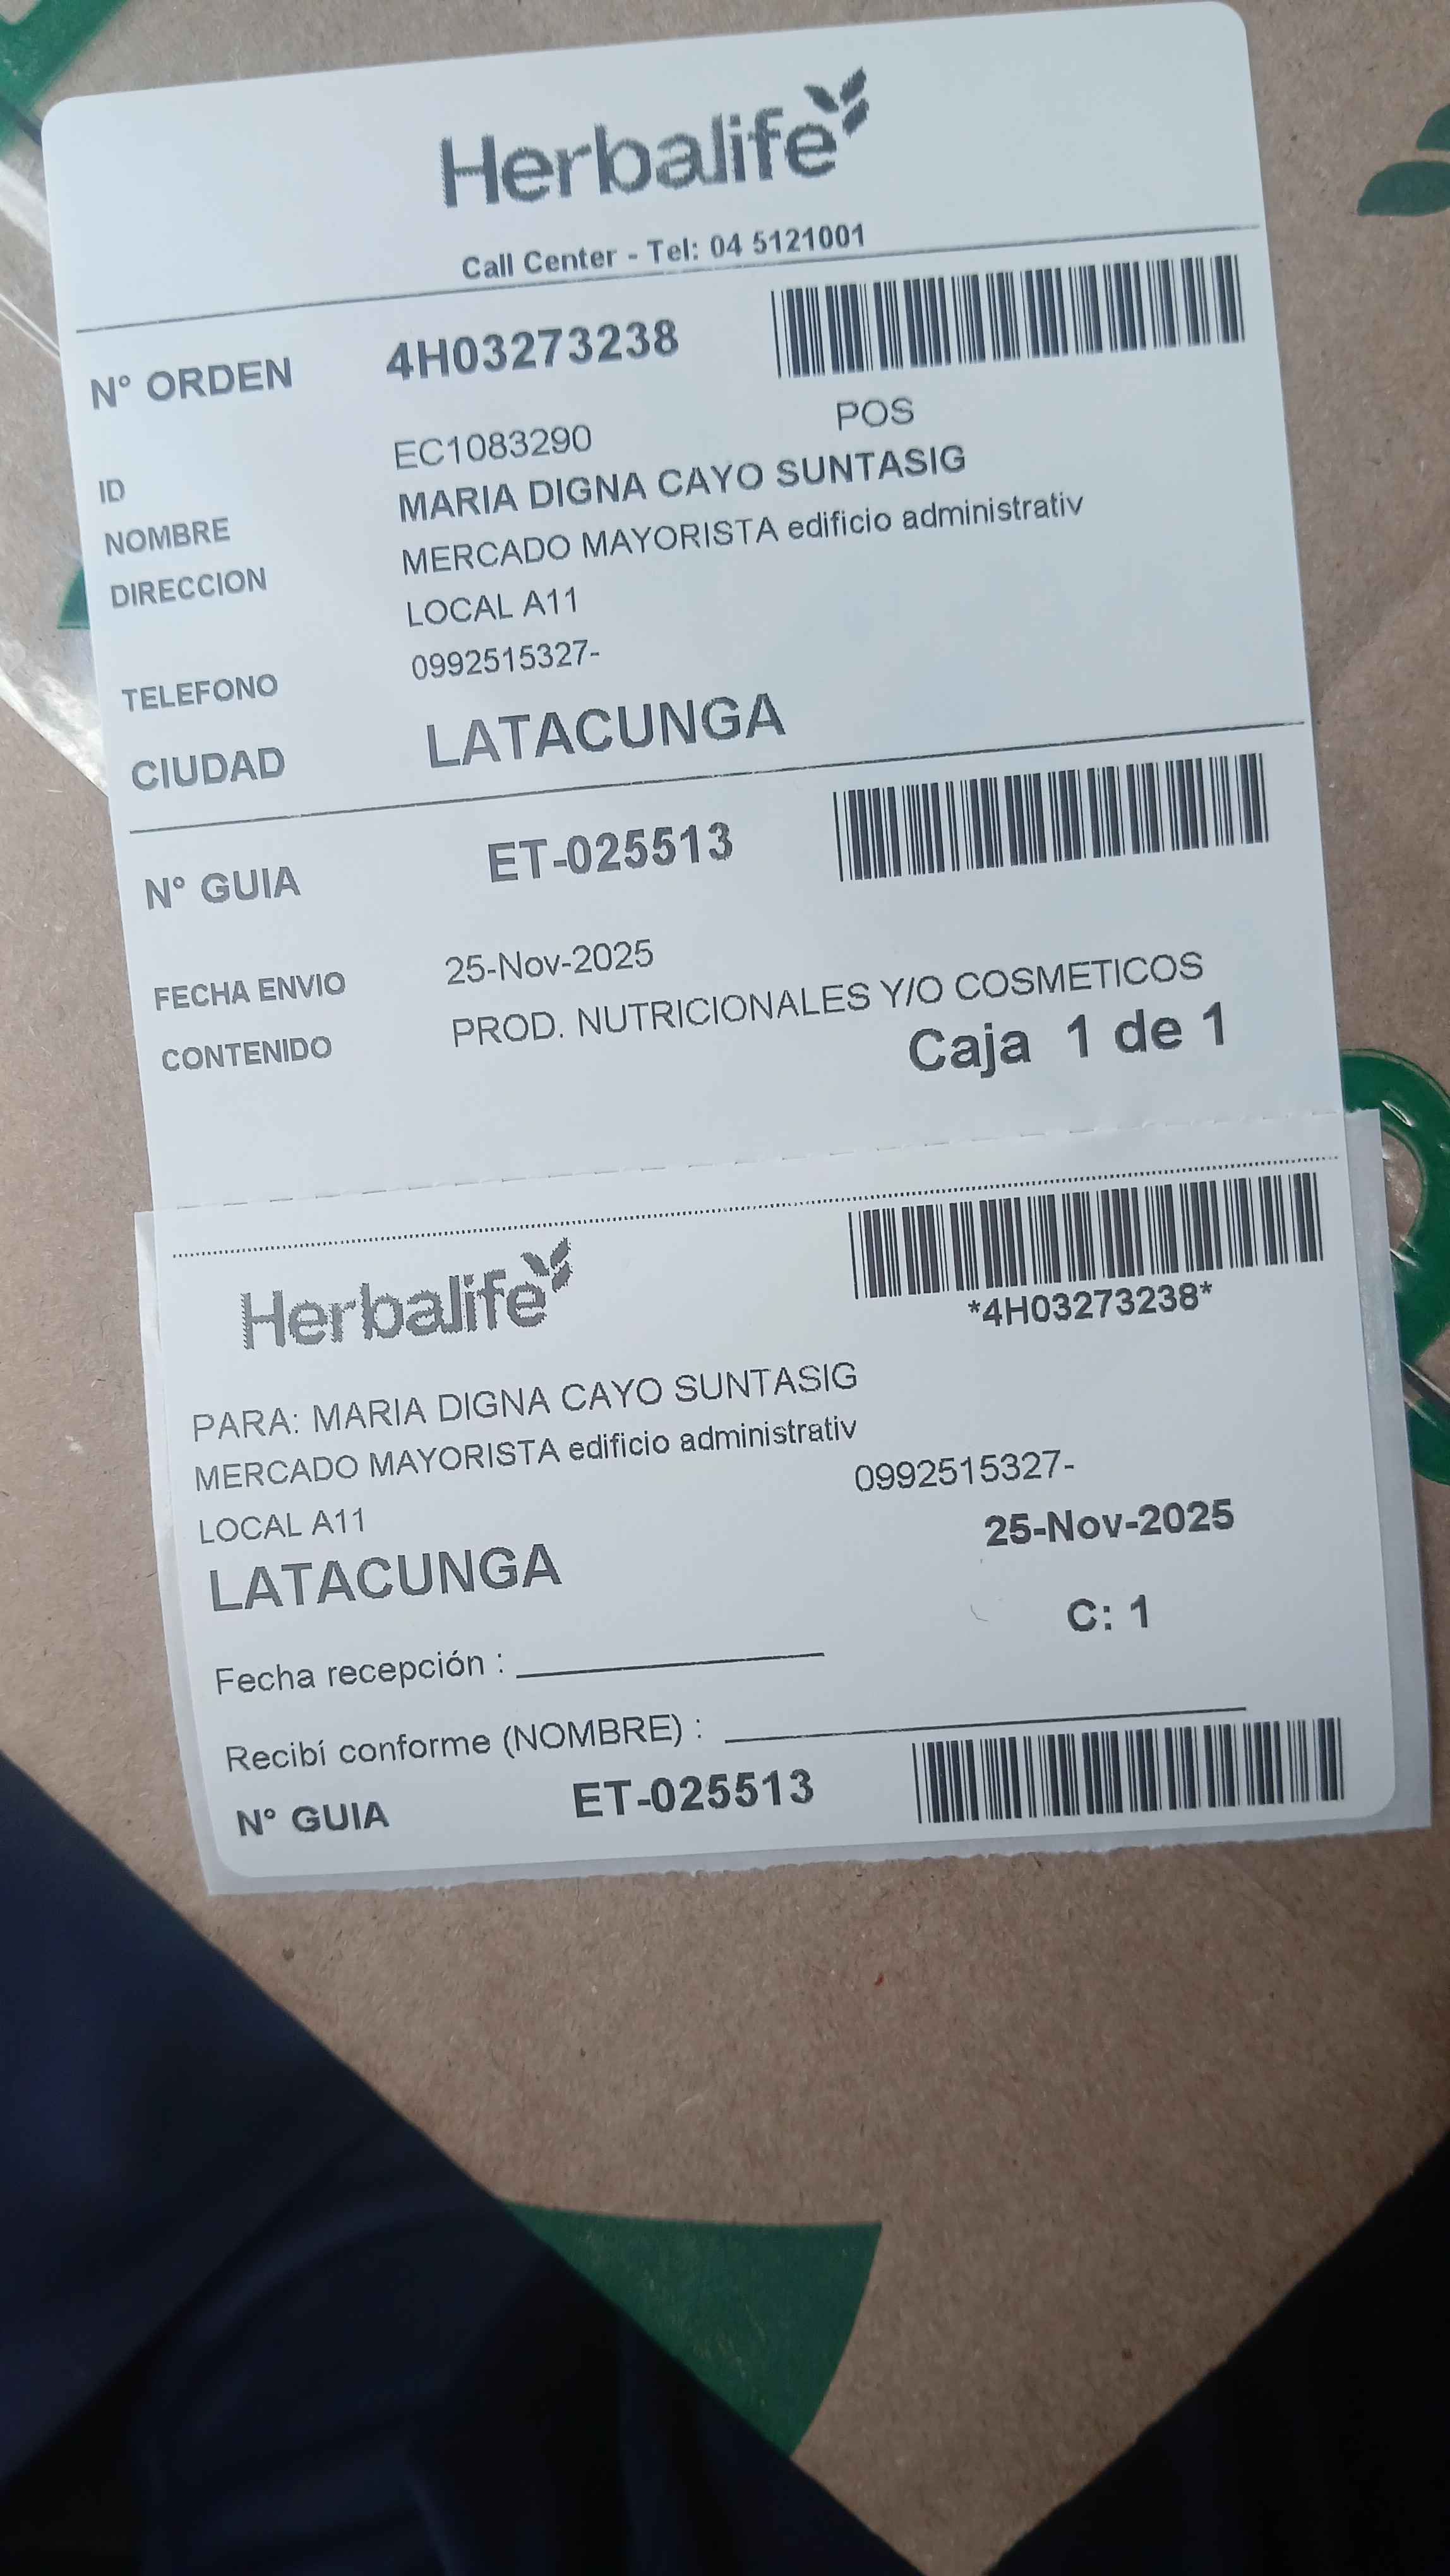 Herbalife
Call Center - Tel: 04 5121001
N° ORDEN 4H03273238
POS
ID EC1083290
NOMBRE MARIA DIGNA CAYO SUNTASIG
DIRECCION MERCADO MAYORISTA edificio administrativ
LOCAL A11
TELEFONO 0992515327-
CIUDAD LATACUNGA
N° GUIA ET-025513
FECHA ENVIO 25-Nov-2025
CONTENIDO PROD. NUTRICIONALES Y/O COSMETICOS
Caja 1 de 1
Herbalife
*4H03273238*
PARA: MARIA DIGNA CAYO SUNTASIG
MERCADO MAYORISTA edificio administrativ
0992515327-
LOCAL A11
25-Nov-2025
LATACUNGA
C: 1
Fecha recepción :
Recibí conforme (NOMBRE) :
N° GUIA ET-025513